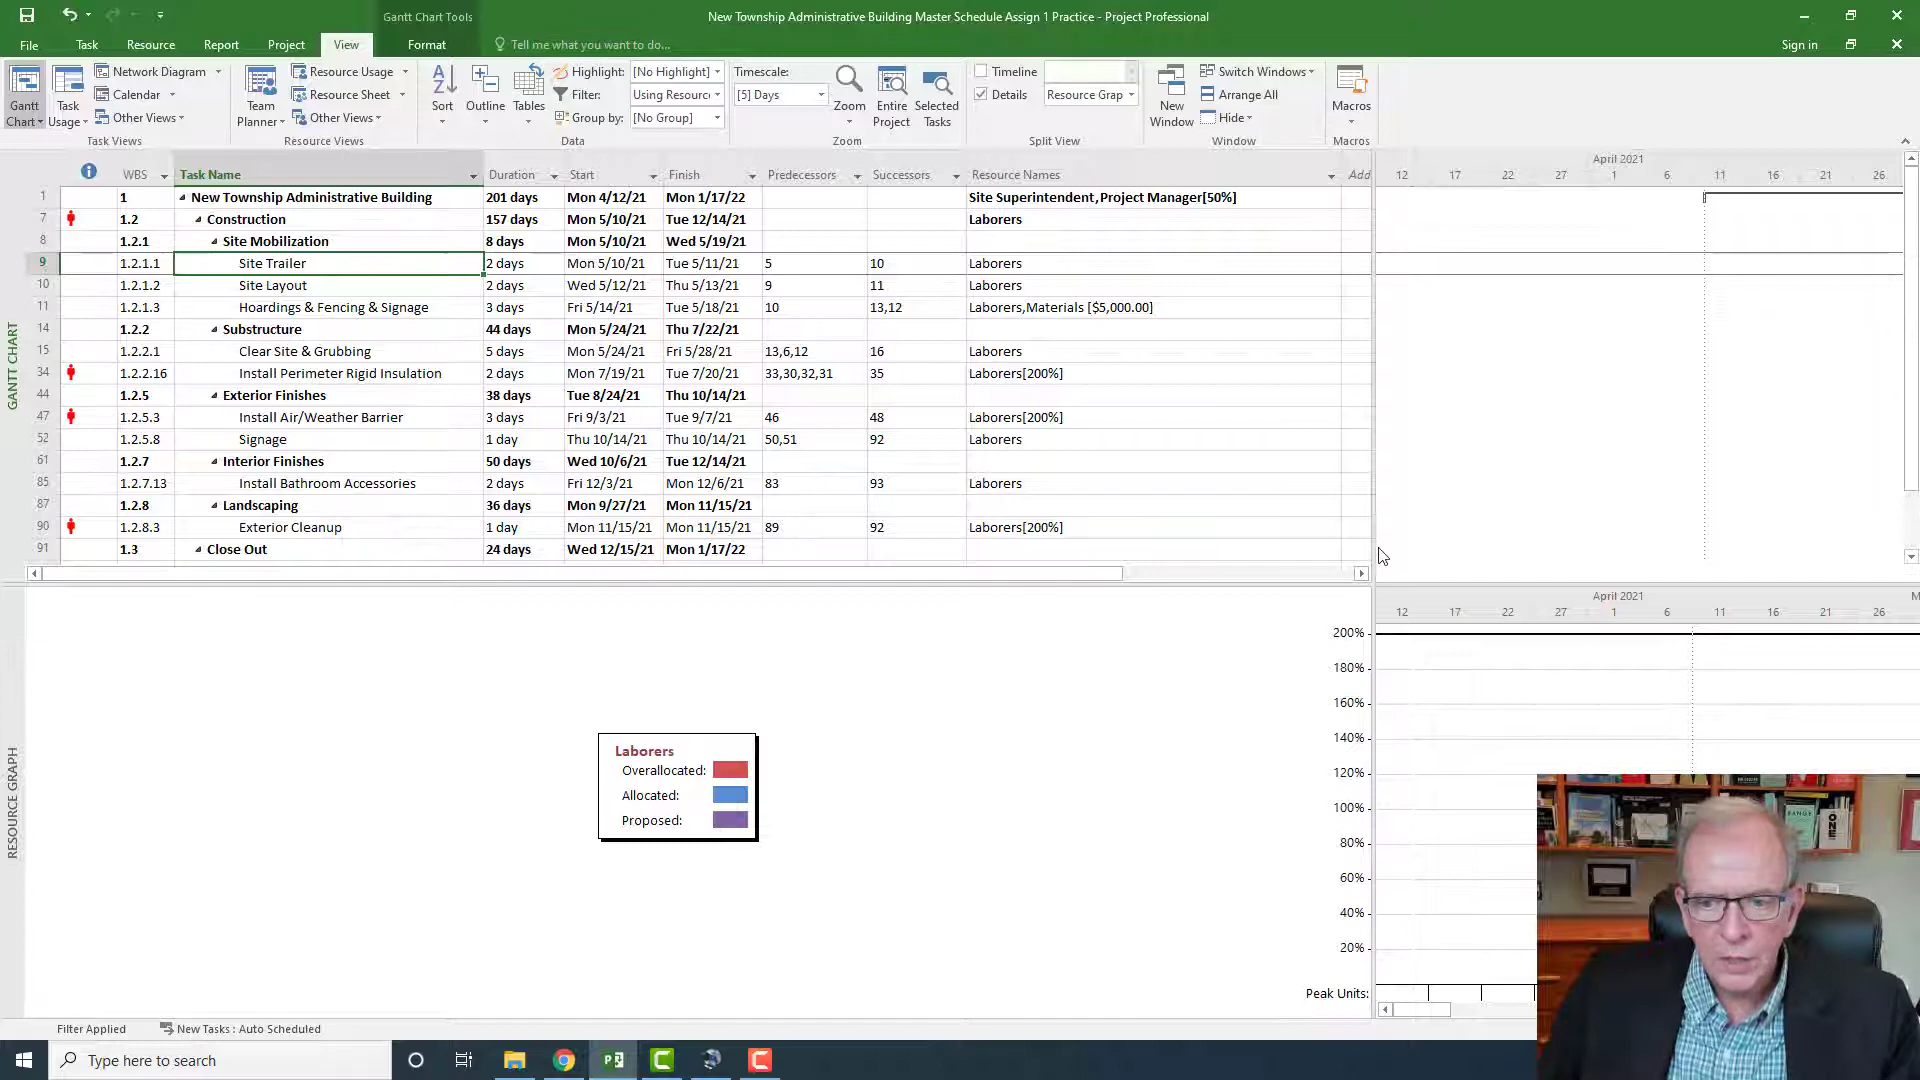 Gantt Chart Tools
New Township Administrative Building Master Schedule Assign 1 Practice - Project Professional
File Task Resource Report Project View Format Tell me what you want to do... Sign in
Gantt Chart
Task Usage
Network Diagram
Calendar
Other Views
Task Views
Team Planner
Resource Usage
Resource Sheet
Other Views
Resource Views
Sort
Outline
Tables
Highlight: [No Highlight]
Filter: Using Resourc
Group by: [No Group]
Data
Timescale:
[5] Days
Zoom
Entire Project
Selected Tasks
Zoom
Timeline
Details Resource Grap
Split View
New Window
Switch Windows
Arrange All
Hide
Window
Macros
Macros
WBS Task Name Duration Start Finish Predecessors Successors Resource Names Add
1 1 New Township Administrative Building 201 days Mon 4/12/21 Mon 1/17/22 Site Superintendent,Project Manager[50%]
7 1.2 Construction 157 days Mon 5/10/21 Tue 12/14/21 Laborers
8 1.2.1 Site Mobilization 8 days Mon 5/10/21 Wed 5/19/21
9 1.2.1.1 Site Trailer 2 days Mon 5/10/21 Tue 5/11/21 5 10 Laborers
10 1.2.1.2 Site Layout 2 days Wed 5/12/21 Thu 5/13/21 9 11 Laborers
11 1.2.1.3 Hoardings & Fencing & Signage 3 days Fri 5/14/21 Tue 5/18/21 10 13,12 Laborers,Materials [$5,000.00]
14 1.2.2 Substructure 44 days Mon 5/24/21 Thu 7/22/21
15 1.2.2.1 Clear Site & Grubbing 5 days Mon 5/24/21 Fri 5/28/21 13,6,12 16 Laborers
34 1.2.2.16 Install Perimeter Rigid Insulation 2 days Mon 7/19/21 Tue 7/20/21 33,30,32,31 35 Laborers[200%]
44 1.2.5 Exterior Finishes 38 days Tue 8/24/21 Thu 10/14/21
47 1.2.5.3 Install Air/Weather Barrier 3 days Fri 9/3/21 Tue 9/7/21 46 48 Laborers[200%]
52 1.2.5.8 Signage 1 day Thu 10/14/21 Thu 10/14/21 50,51 92 Laborers
61 1.2.7 Interior Finishes 50 days Wed 10/6/21 Tue 12/14/21
85 1.2.7.13 Install Bathroom Accessories 2 days Fri 12/3/21 Mon 12/6/21 83 93 Laborers
87 1.2.8 Landscaping 36 days Mon 9/27/21 Mon 11/15/21
90 1.2.8.3 Exterior Cleanup 1 day Mon 11/15/21 Mon 11/15/21 89 92 Laborers[200%]
91 1.3 Close Out 24 days Wed 12/15/21 Mon 1/17/22
GANTT CHART
April 2021
12 17 22 27 1 6 11 16 21 26
April 2021 M
12 17 22 27 1 6 11 16 21 26
RESOURCE GRAPH
Laborers
Overallocated:
Allocated:
Proposed:
200%
180%
160%
140%
120%
100%
80%
60%
40%
20%
Peak Units:
RANGE
ONE
Filter Applied New Tasks : Auto Scheduled
Type here to search